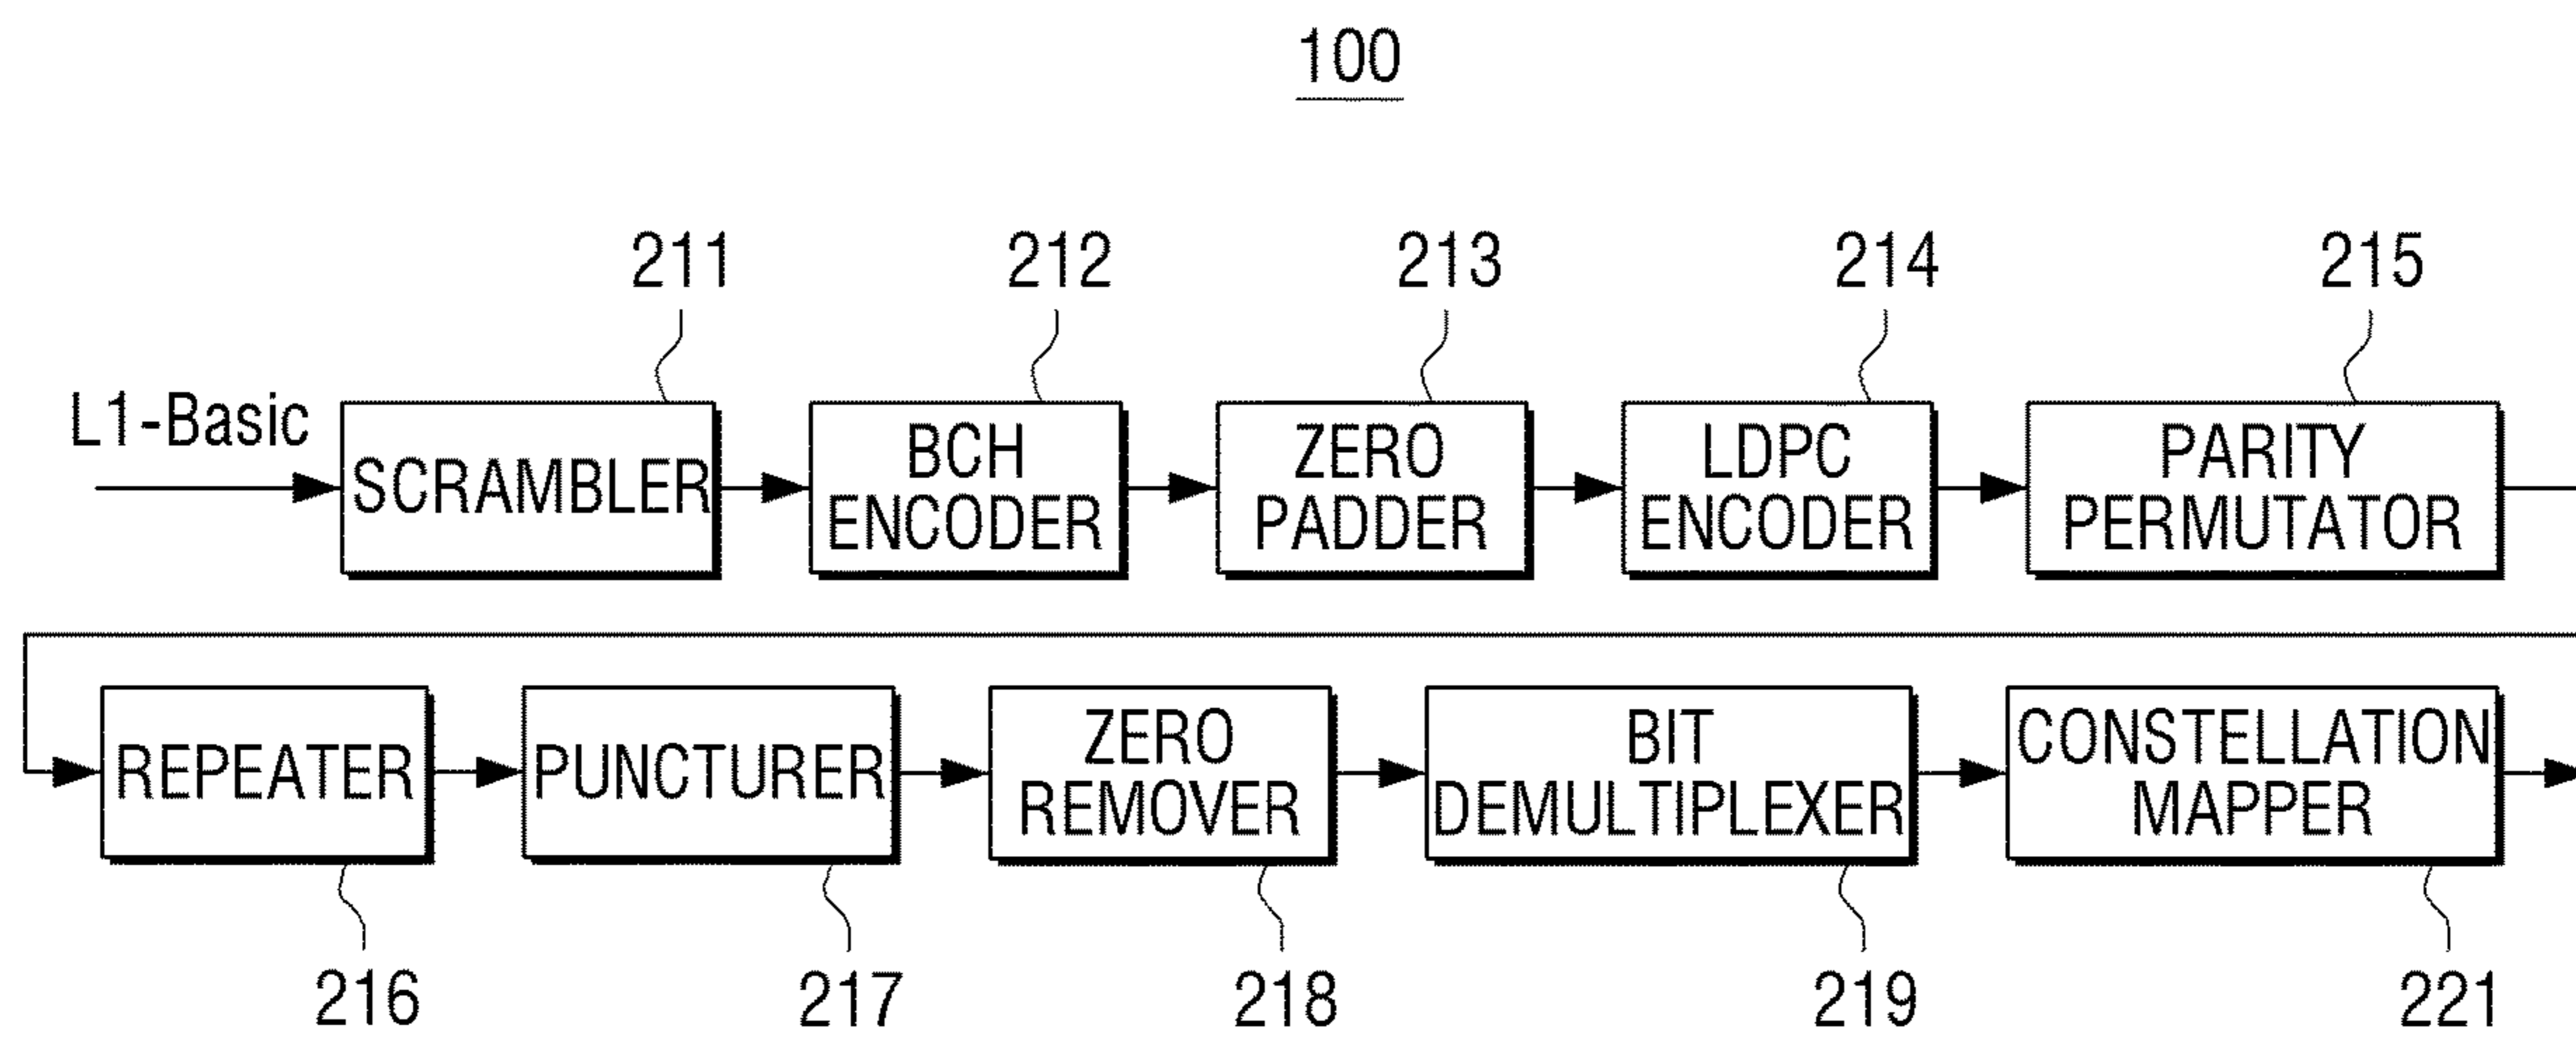 100
211
212
213
214
215
L1-Basic
SCRAMBLER
BCH
ENCODER
ZERO
PADDER
LDPC
ENCODER
PARITY
PERMUTATOR
REPEATER
PUNCTURER
ZERO
REMOVER
BIT
DEMULTIPLEXER
CONSTELLATION
MAPPER
216
217
218
219
221